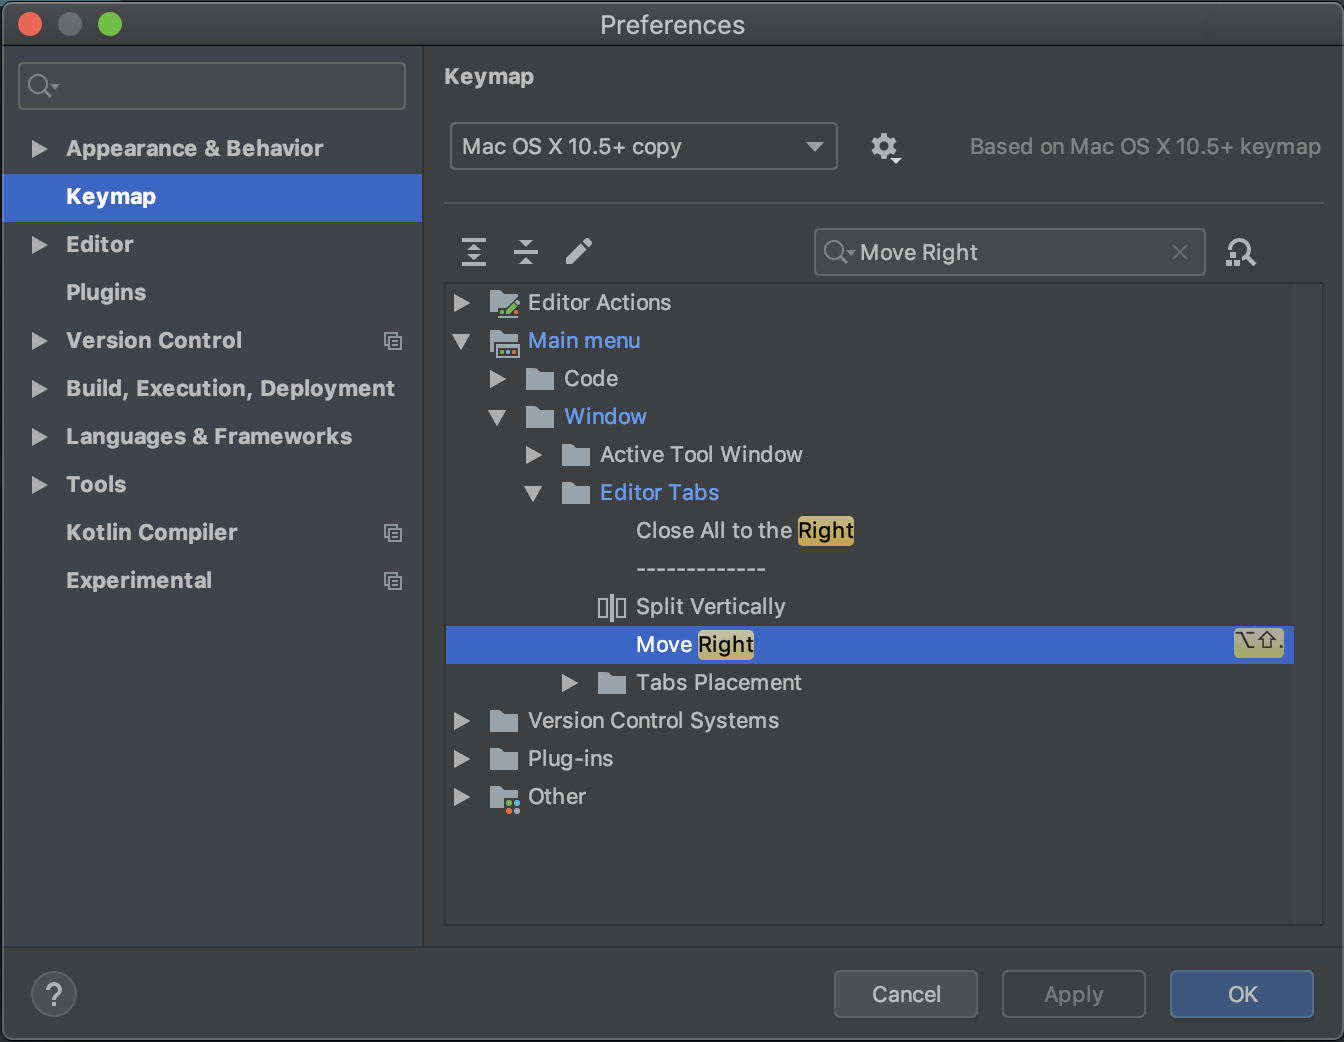 Preferences
Appearance & Behavior
Keymap
Editor
Plugins
Version Control
Build, Execution, Deployment
Languages & Frameworks
Tools
Kotlin Compiler
Experimental
Keymap
Mac OS X 10.5+ copy
Based on Mac OS X 10.5+ keymap
Move Right
Editor Actions
Main menu
Code
Window
Active Tool Window
Editor Tabs
Close All to the Right
-------------
Split Vertically
Move Right ⌥⇧.
Tabs Placement
Version Control Systems
Plug-ins
Other
?
Cancel
Apply
OK